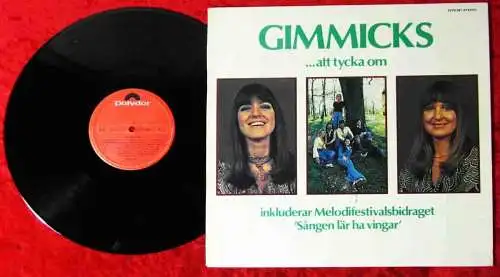 GIMMICKS
...att tycka om
inkluderar Melodifestivalsbidraget
'Sången lär ha vingar'
polydor